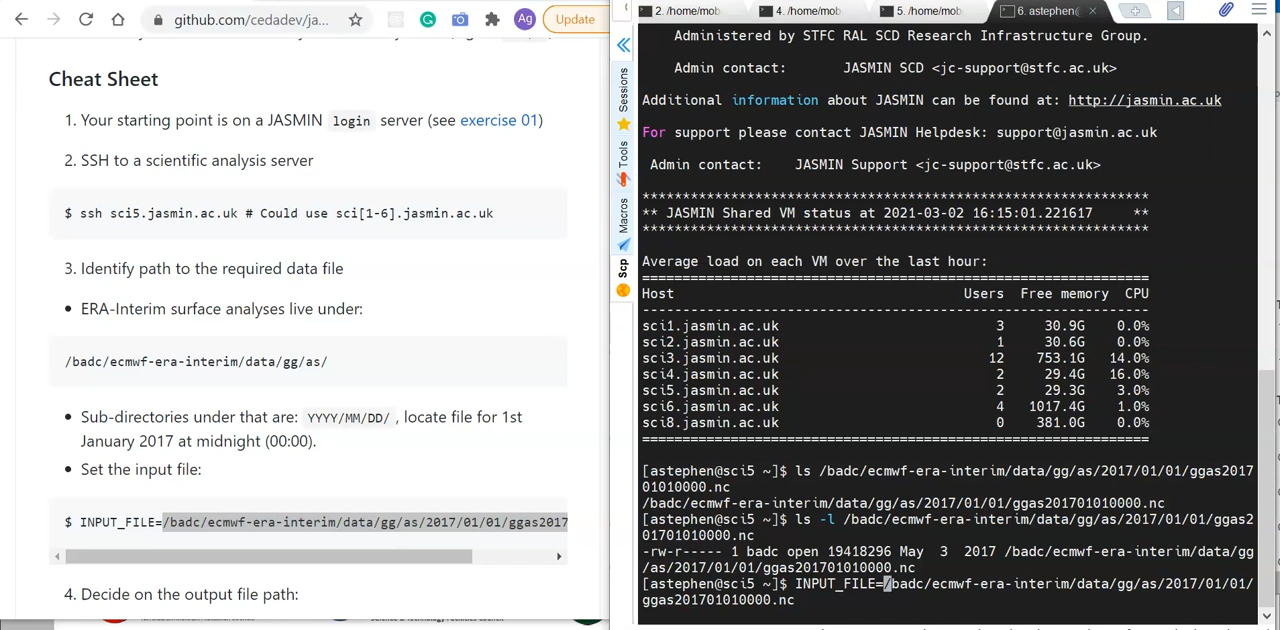 github.com/cedadev/ja...
Ag
Update
Cheat Sheet
1. Your starting point is on a JASMIN login server (see exercise 01)
2. SSH to a scientific analysis server
$ ssh sci5.jasmin.ac.uk # Could use sci[1-6].jasmin.ac.uk
3. Identify path to the required data file
• ERA-Interim surface analyses live under:
/badc/ecmwf-era-interim/data/gg/as/
• Sub-directories under that are: YYYY/MM/DD/ , locate file for 1st
January 2017 at midnight (00:00).
• Set the input file:
$ INPUT_FILE=/badc/ecmwf-era-interim/data/gg/as/2017/01/01/ggas2017
4. Decide on the output file path:
2. /home/mob
4. /home/mob
5. /home/mob
6. astephen@
Sessions
Tools
Macros
Scp
Administered by STFC RAL SCD Research Infrastructure Group.
Admin contact: JASMIN SCD <jc-support@stfc.ac.uk>
Additional information about JASMIN can be found at: http://jasmin.ac.uk
For support please contact JASMIN Helpdesk: support@jasmin.ac.uk
Admin contact: JASMIN Support <jc-support@stfc.ac.uk>
***************************************************************
** JASMIN Shared VM status at 2021-03-02 16:15:01.221617 **
***************************************************************
Average load on each VM over the last hour:
===============================================================
Host Users Free memory CPU
---------------------------------------------------------------
sci1.jasmin.ac.uk 3 30.9G 0.0%
sci2.jasmin.ac.uk 1 30.6G 0.0%
sci3.jasmin.ac.uk 12 753.1G 14.0%
sci4.jasmin.ac.uk 2 29.4G 16.0%
sci5.jasmin.ac.uk 2 29.3G 3.0%
sci6.jasmin.ac.uk 4 1017.4G 1.0%
sci8.jasmin.ac.uk 0 381.0G 0.0%
===============================================================
[astephen@sci5 ~]$ ls /badc/ecmwf-era-interim/data/gg/as/2017/01/01/ggas2017
01010000.nc
/badc/ecmwf-era-interim/data/gg/as/2017/01/01/ggas201701010000.nc
[astephen@sci5 ~]$ ls -l /badc/ecmwf-era-interim/data/gg/as/2017/01/01/ggas2
01701010000.nc
-rw-r----- 1 badc open 19418296 May 3 2017 /badc/ecmwf-era-interim/data/gg
/as/2017/01/01/ggas201701010000.nc
[astephen@sci5 ~]$ INPUT_FILE=/badc/ecmwf-era-interim/data/gg/as/2017/01/01/
ggas201701010000.nc